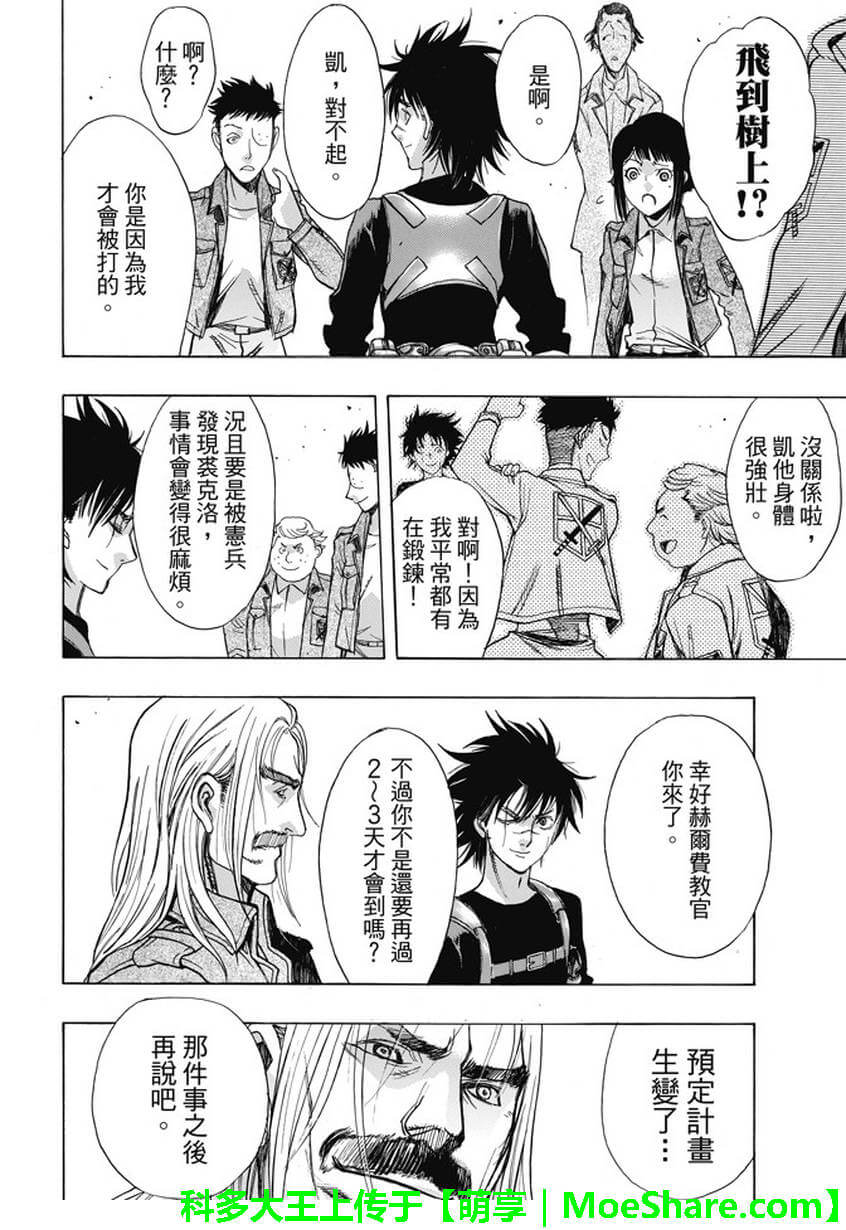 飛到樹上!?
是啊。
凱，對不起。
啊？
什麼？
你是因為我
才會被打的。
沒關係啦，
凱他身體
很強壯。
對啊！因為
我平常都有
在鍛鍊！
況且要是被憲兵
發現裘克洛，
事情會變得很麻煩。
幸好赫爾費教官
你來了。
不過你不是還要再過
2～3天才會到嗎？
預定計畫
生變了…
那件事之後
再說吧。
科多大王上传于【萌享｜MoeShare.com】